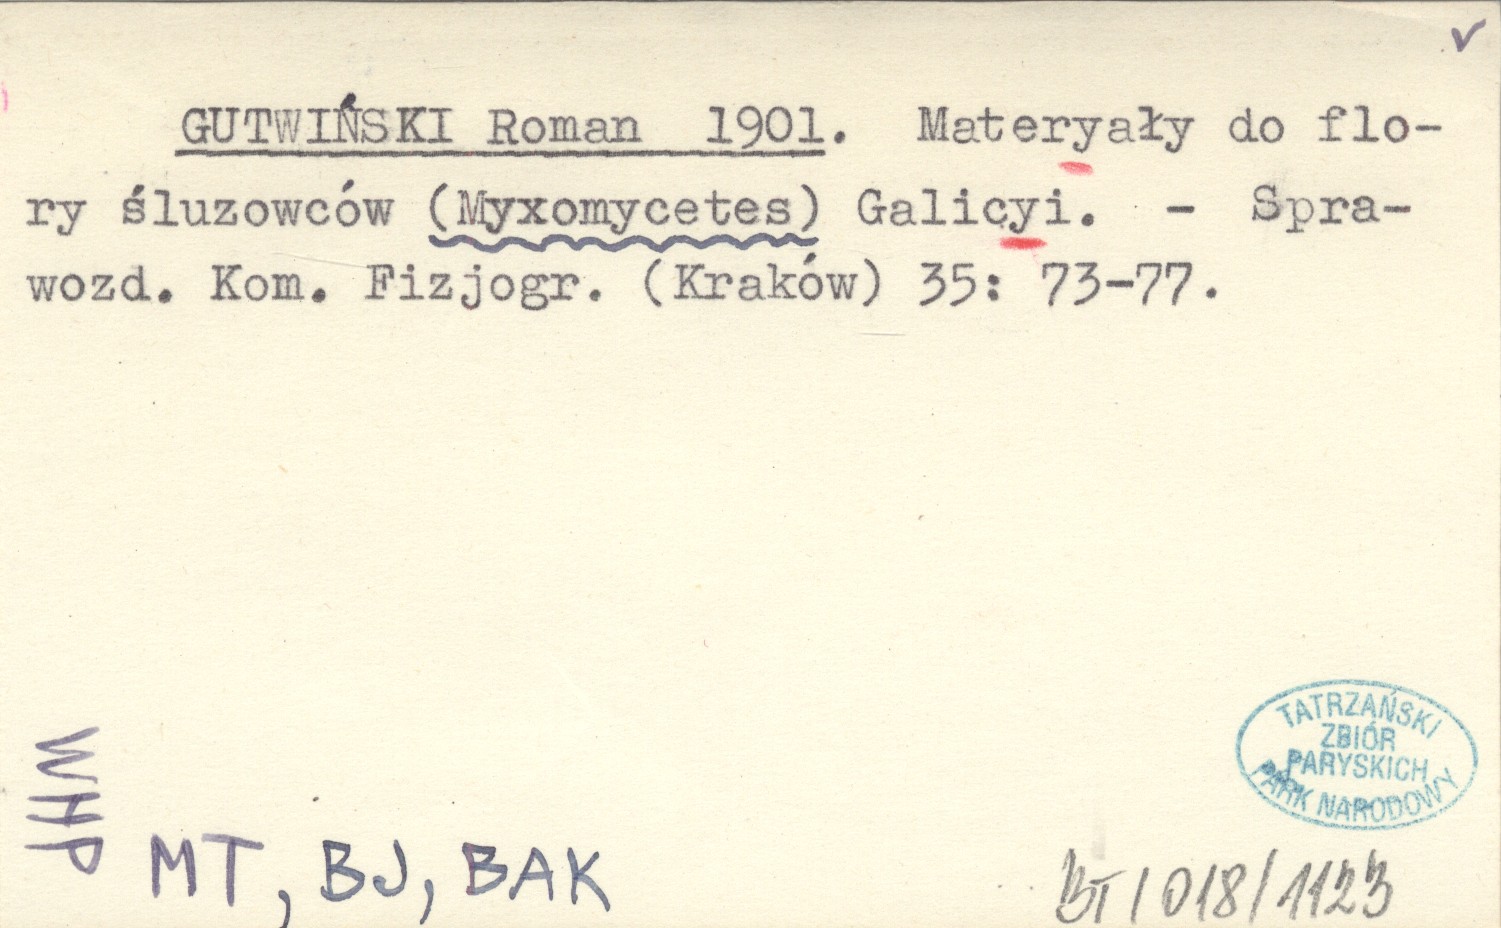 GUTWIŃSKI Roman 1901. Materyały do flo-
ry śluzowców (Myxomycetes) Galicyi. - Spra-
wozd. Kom. Fizjogr. (Kraków) 35: 73-77.
TATRZAŃSKI
ZBIÓR
PARYSKICH
PARK NARODOWY
WHP
MT, BJ, BAK
BT/018/1123